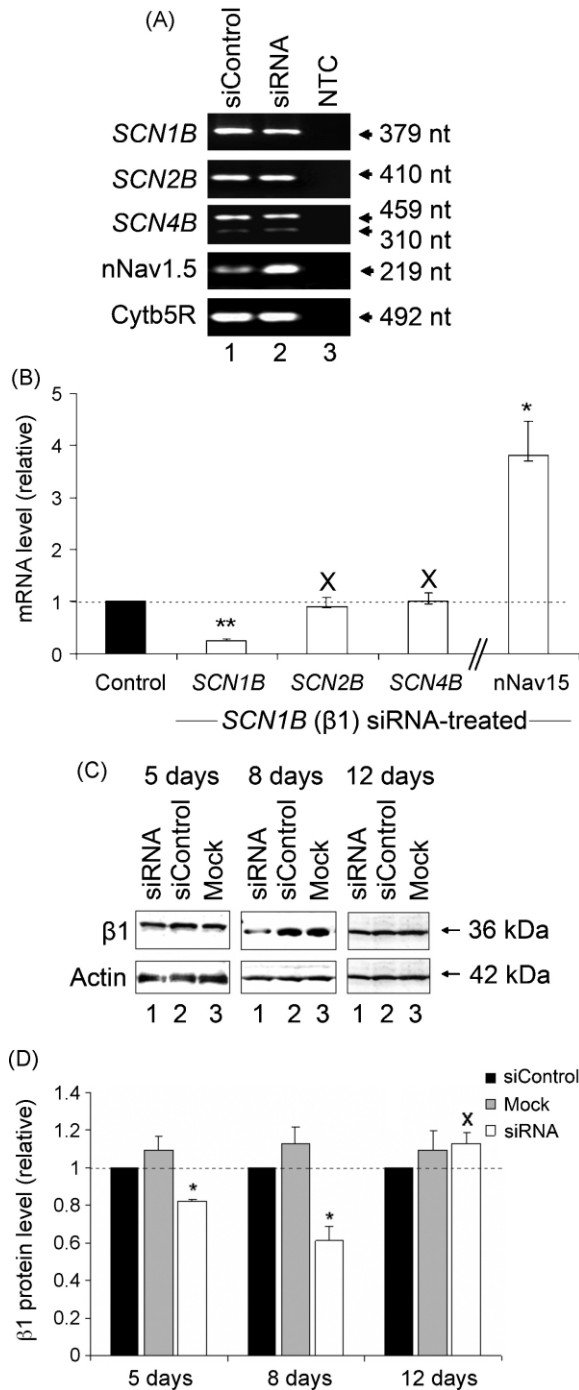 (A)
siControl siRNA NTC
SCN1B 379 nt
SCN2B 410 nt
SCN4B 459 nt
310 nt
nNav1.5 219 nt
Cytb5R 492 nt
1 2 3
(B)
mRNA level (relative)
5
4
3
2
1
0
*
**
X
X
Control SCN1B SCN2B SCN4B nNav15
SCN1B (β1) siRNA-treated
(C)
5 days 8 days 12 days
siRNA siControl Mock siRNA siControl Mock siRNA siControl Mock
β1 36 kDa
Actin 42 kDa
1 2 3 1 2 3 1 2 3
(D)
siControl
Mock
siRNA
β1 protein level (relative)
1.4
1.2
1
0.8
0.6
0.4
0.2
0
*
*
X
5 days 8 days 12 days